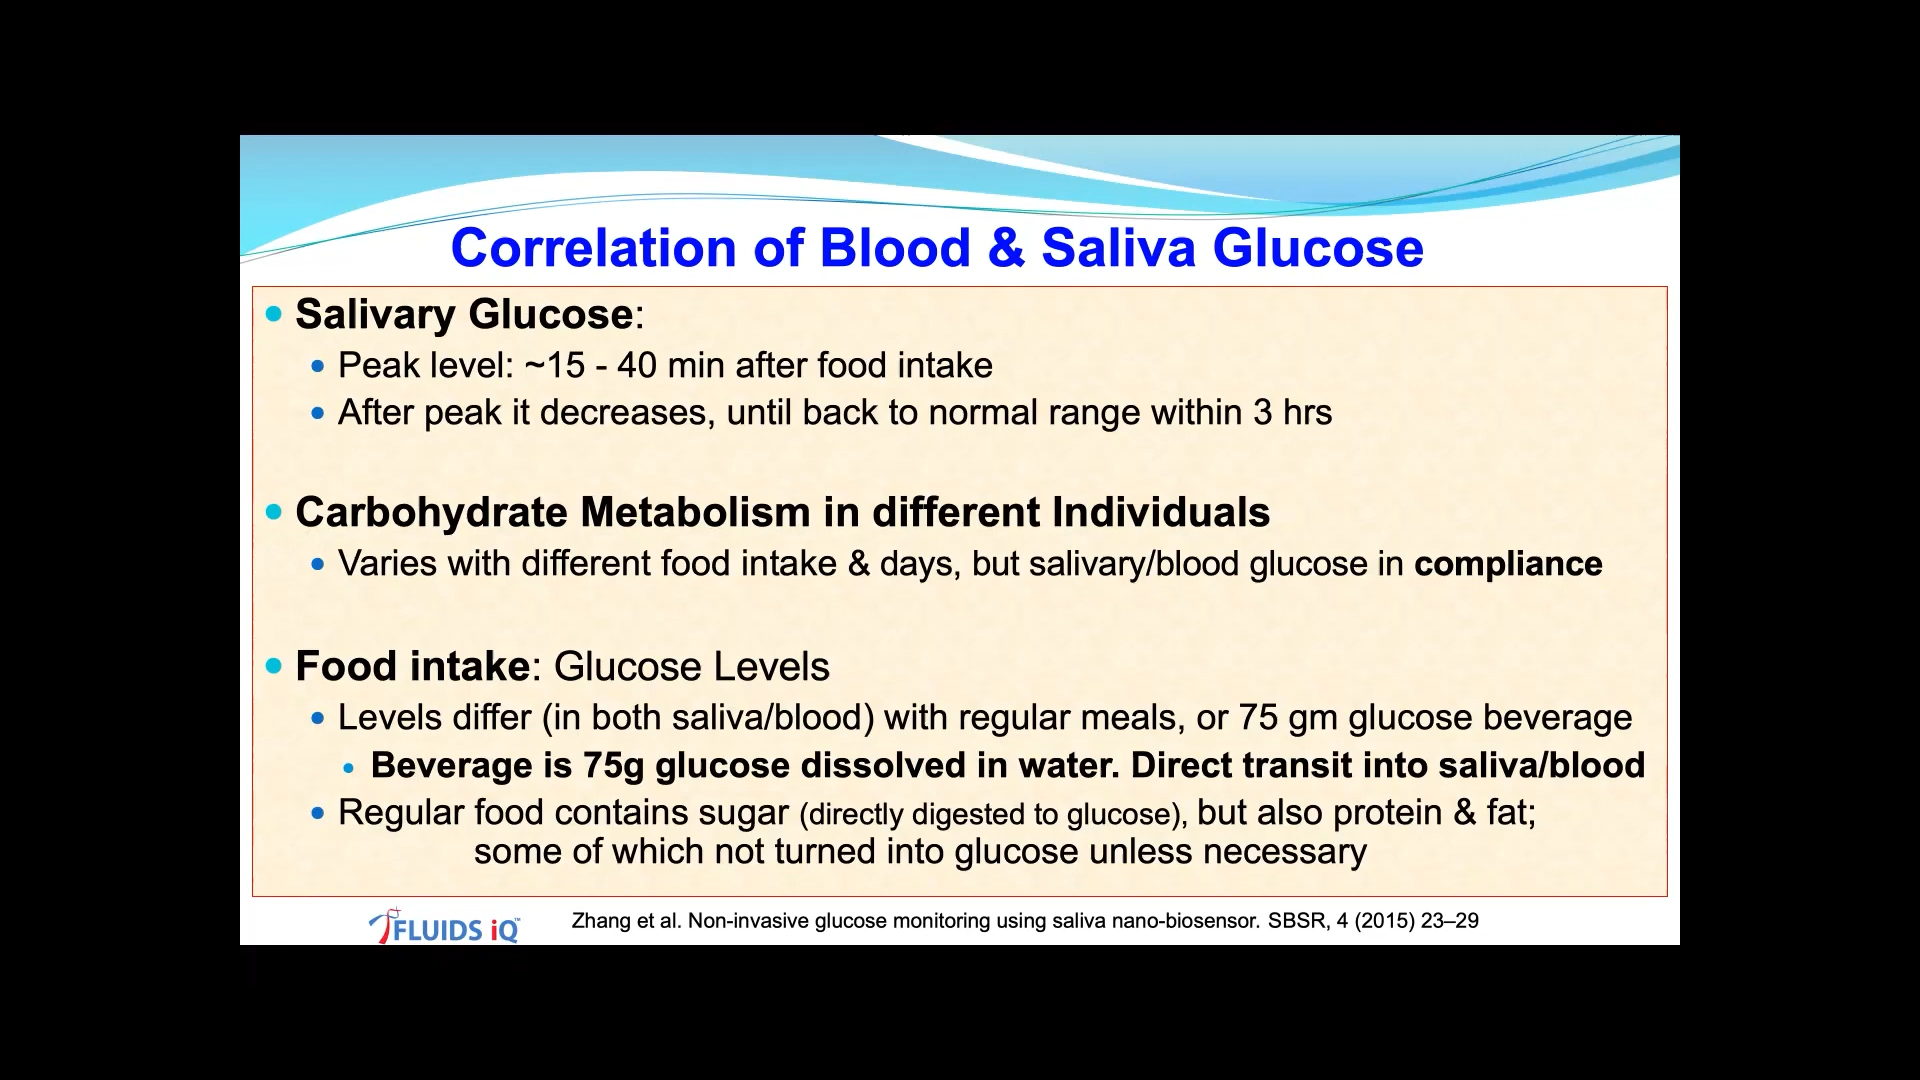 Correlation of Blood & Saliva Glucose
• Salivary Glucose:
• Peak level: ~15 - 40 min after food intake
• After peak it decreases, until back to normal range within 3 hrs
• Carbohydrate Metabolism in different Individuals
• Varies with different food intake & days, but salivary/blood glucose in compliance
• Food intake: Glucose Levels
• Levels differ (in both saliva/blood) with regular meals, or 75 gm glucose beverage
• Beverage is 75g glucose dissolved in water. Direct transit into saliva/blood
• Regular food contains sugar (directly digested to glucose), but also protein & fat;
some of which not turned into glucose unless necessary
FLUIDS iQ™
Zhang et al. Non-invasive glucose monitoring using saliva nano-biosensor. SBSR, 4 (2015) 23–29